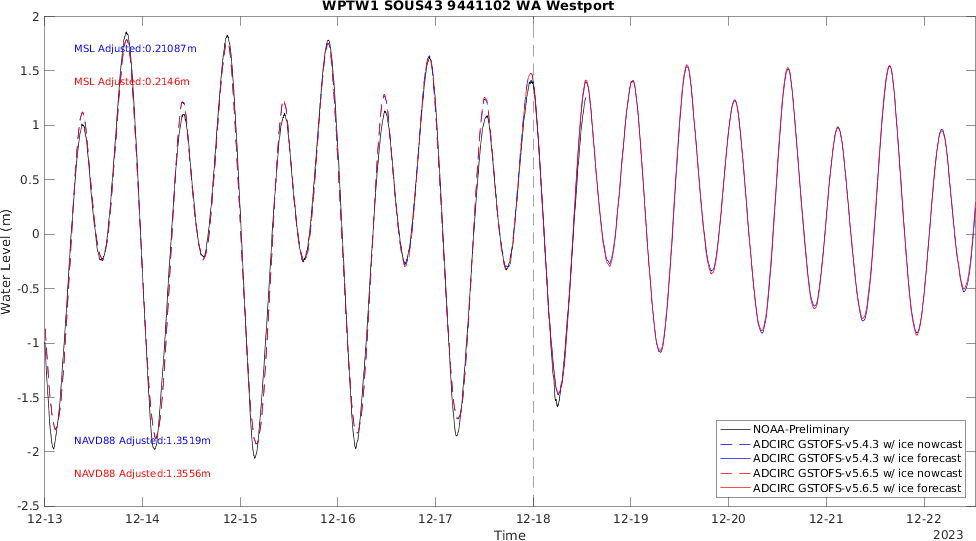 WPTW1 SOUS43 9441102 WA Westport
2
1.5
1
0.5
0
-0.5
-1
-1.5
-2
-2.5
Water Level (m)
MSL Adjusted:0.21087m
MSL Adjusted:0.2146m
NAVD88 Adjusted:1.3519m
NAVD88 Adjusted:1.3556m
NOAA-Preliminary
ADCIRC GSTOFS-v5.4.3 w/ ice nowcast
ADCIRC GSTOFS-v5.4.3 w/ ice forecast
ADCIRC GSTOFS-v5.6.5 w/ ice nowcast
ADCIRC GSTOFS-v5.6.5 w/ ice forecast
12-13 12-14 12-15 12-16 12-17 12-18 12-19 12-20 12-21 12-22
Time
2023